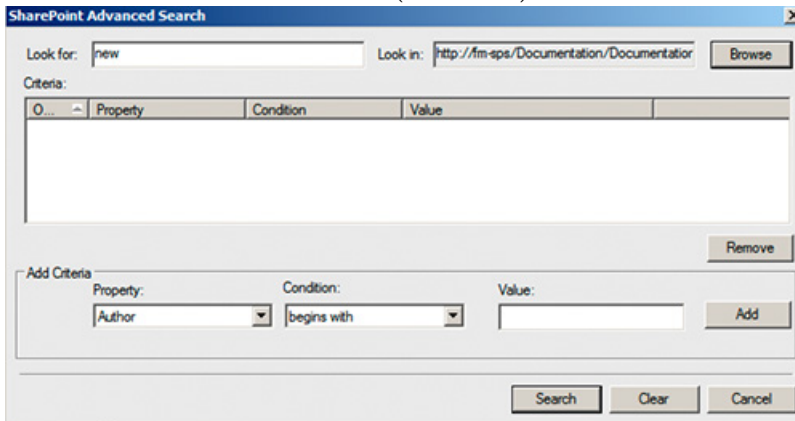 SharePoint Advanced Search
Look for: new Look in: http://fm-sps/Documentation/Documentation Browse
Criteria:
O... Property Condition Value
Remove
Add Criteria
Property: Condition: Value:
Author begins with Add
Search Clear Cancel